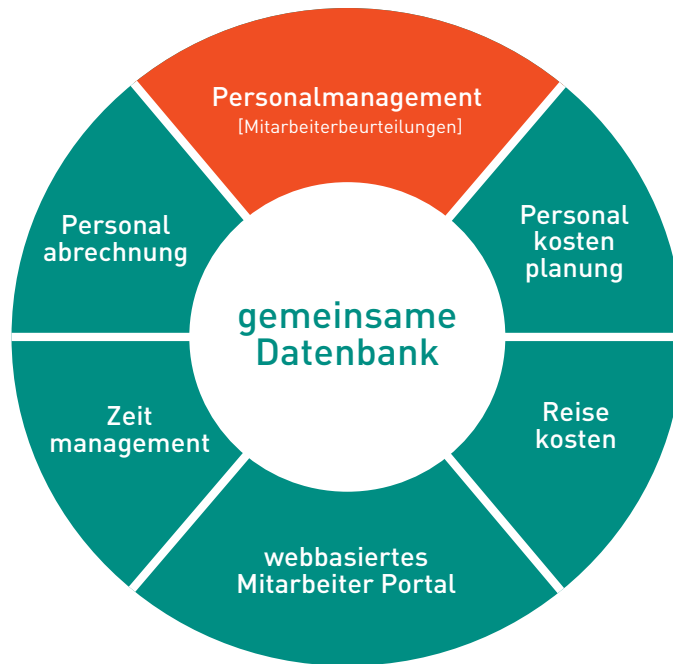 Personalmanagement
[Mitarbeiterbeurteilungen]
Personal
abrechnung
Personal
kosten
planung
gemeinsame
Datenbank
Zeit
management
Reise
kosten
webbasiertes
Mitarbeiter Portal